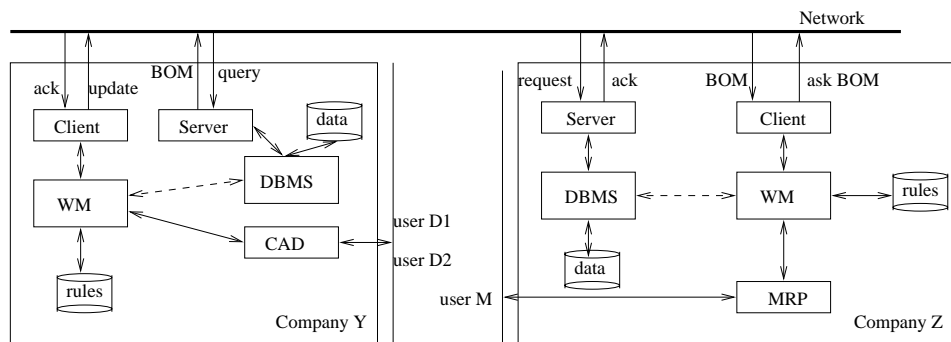 Network
ack
update
BOM
query
request
ack
BOM
ask BOM
Client
Server
data
Server
Client
DBMS
WM
DBMS
WM
rules
user D1
CAD
user D2
data
rules
user M
MRP
Company Y
Company Z